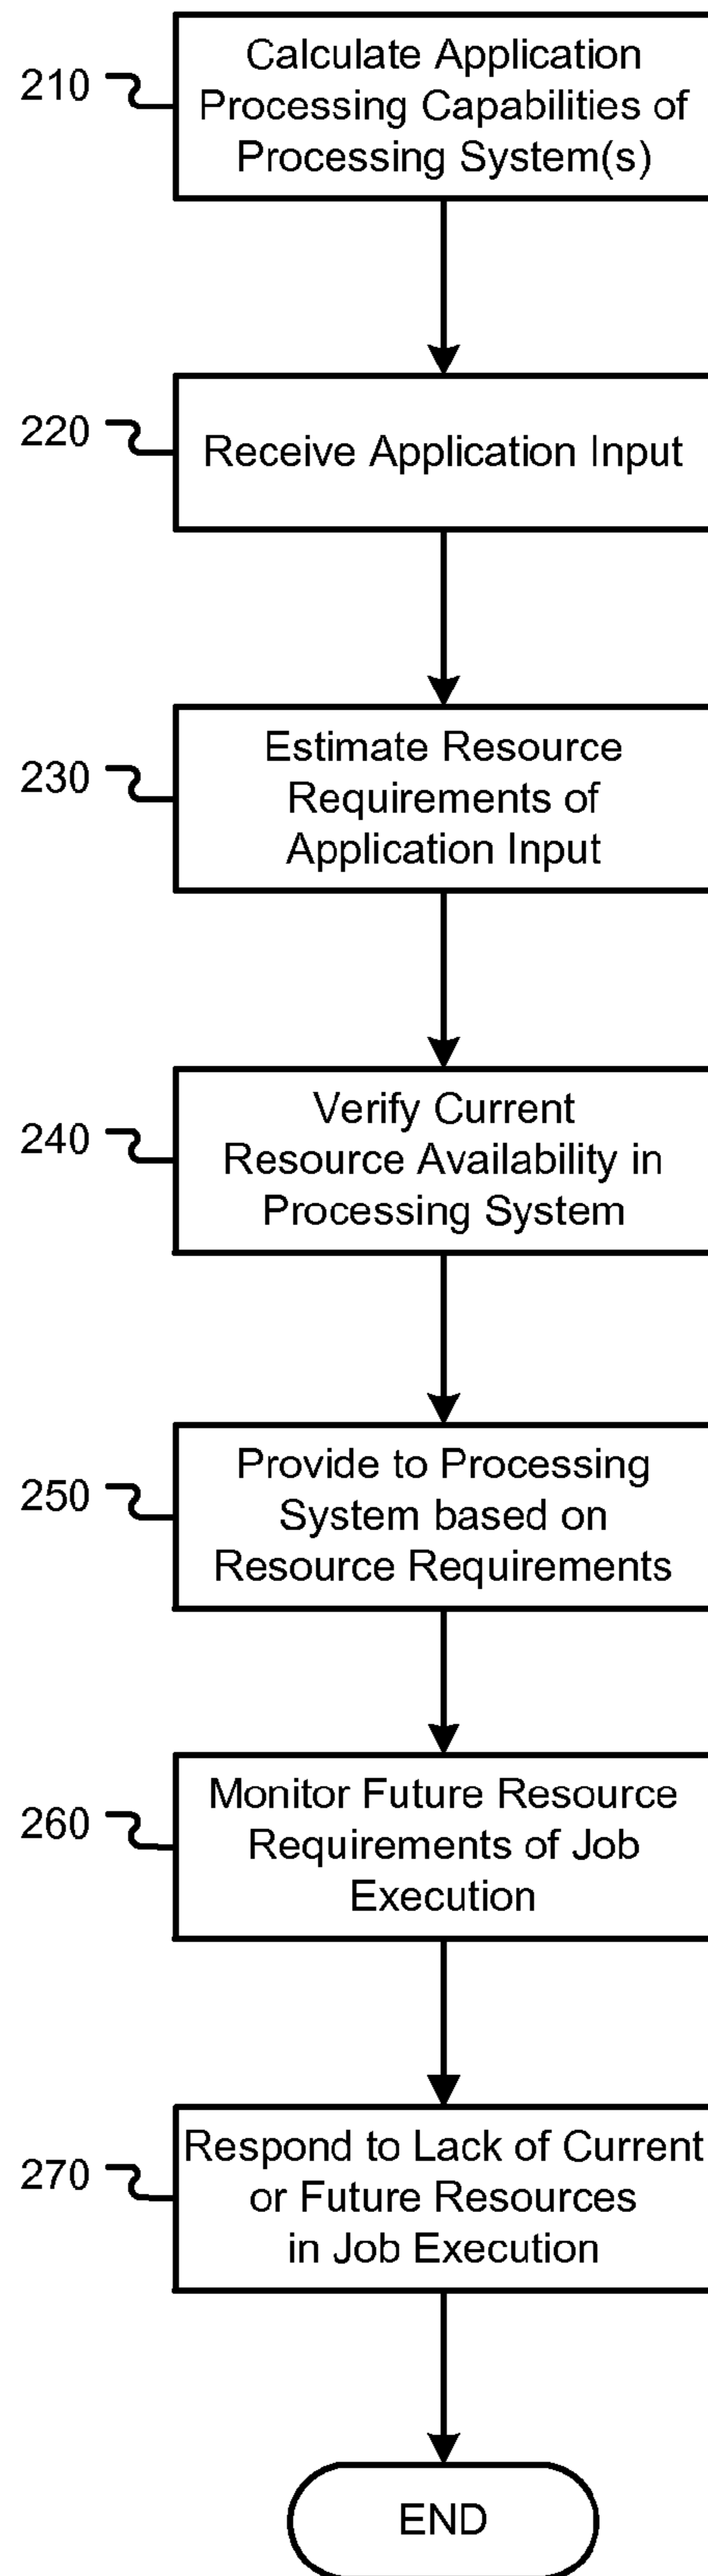 210
Calculate Application
Processing Capabilities of
Processing System(s)
220
Receive Application Input
230
Estimate Resource
Requirements of
Application Input
240
Verify Current
Resource Availability in
Processing System
250
Provide to Processing
System based on
Resource Requirements
260
Monitor Future Resource
Requirements of Job
Execution
270
Respond to Lack of Current
or Future Resources
in Job Execution
END